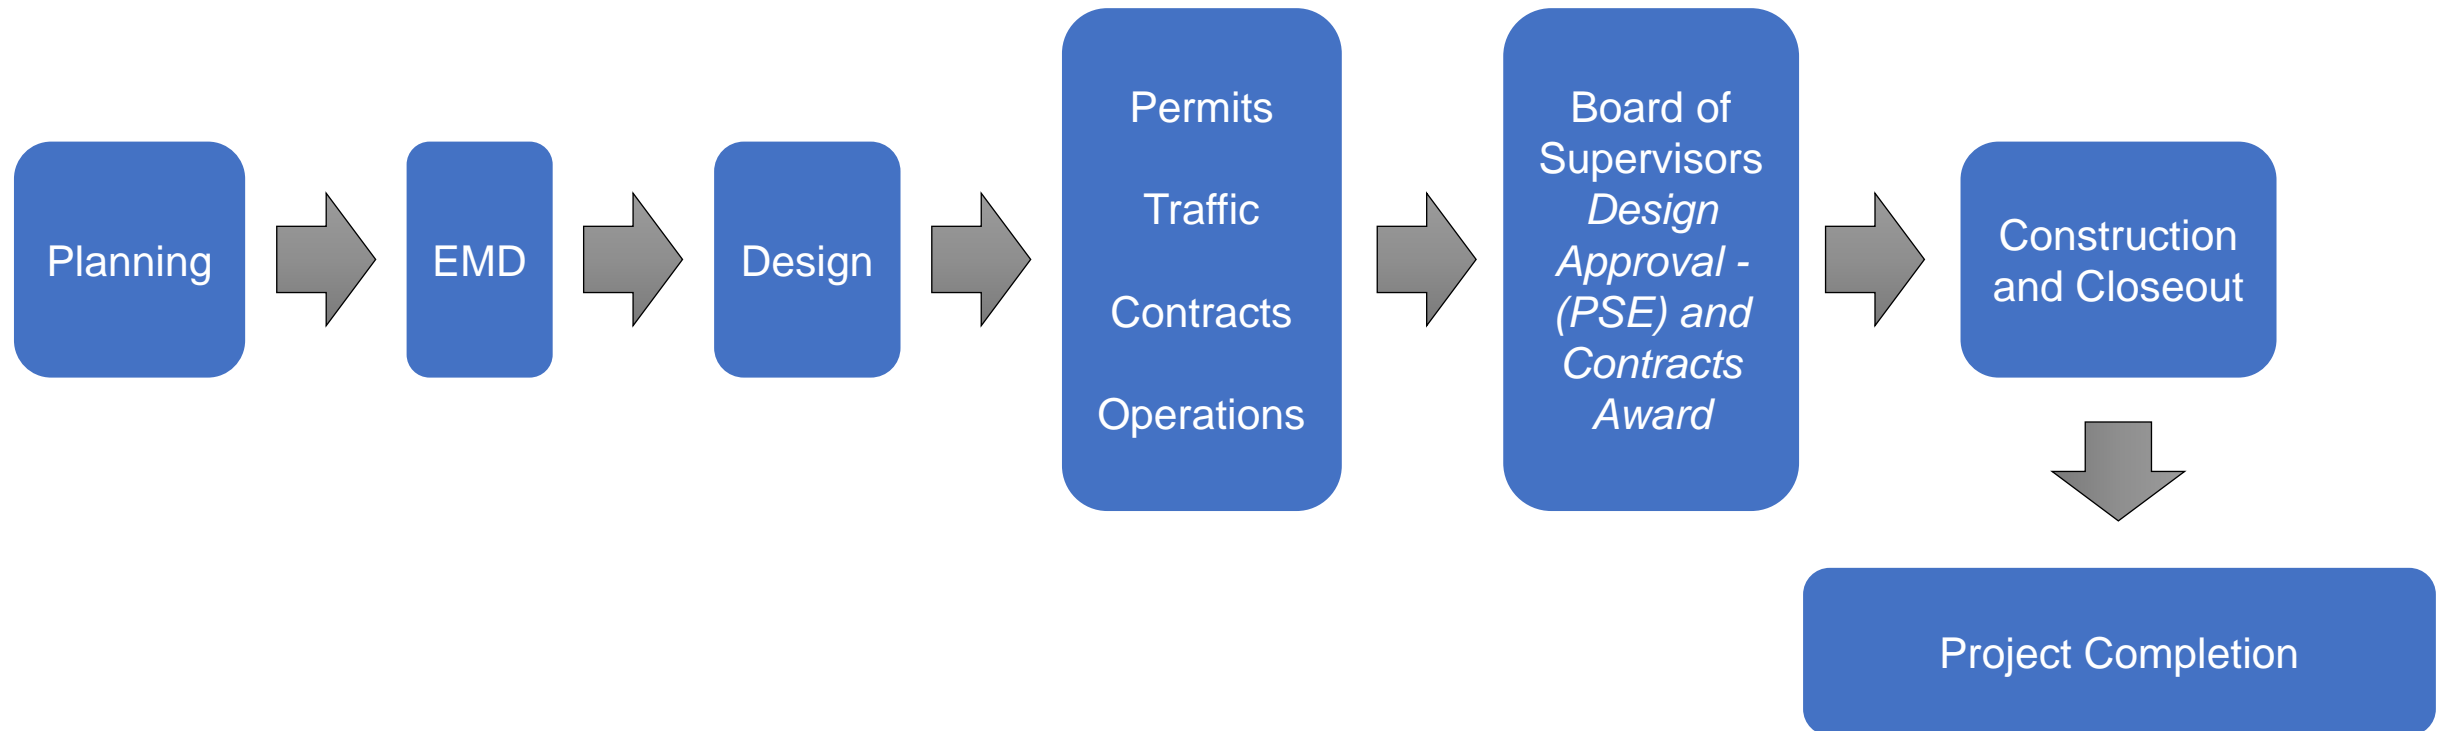 Planning
EMD
Design
Permits
Traffic
Contracts
Operations
Board of
Supervisors
Design
Approval -
(PSE) and
Contracts
Award
Construction
and Closeout
Project Completion